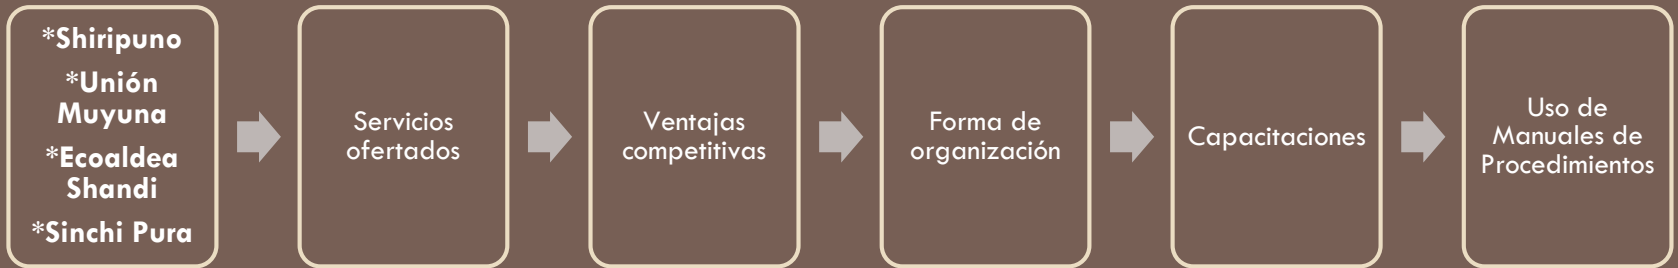 *Shiripuno
*Unión
Muyuna
*Ecoaldea
Shandi
*Sinchi Pura
Servicios
ofertados
Ventajas
competitivas
Forma de
organización
Capacitaciones
Uso de
Manuales de
Procedimientos